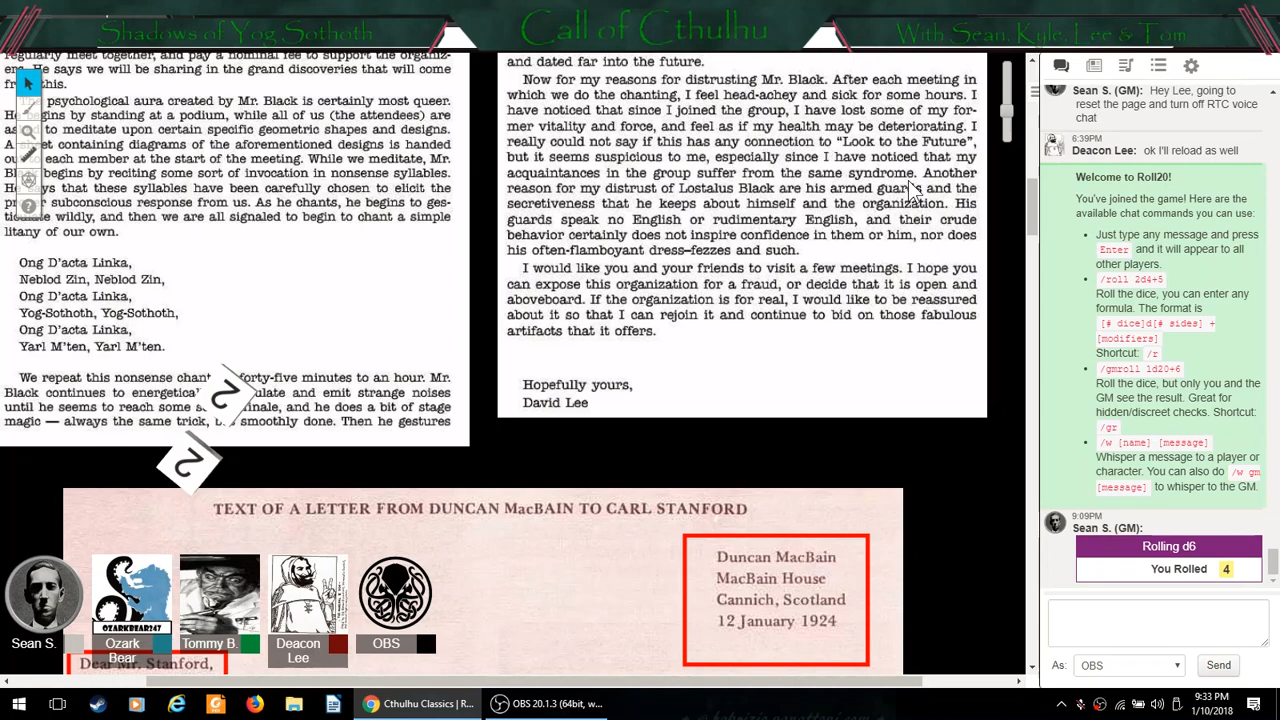 Shadows of Yog Sothoth
Call of Cthulhu
With Sean, Kyle, Lee & Tom
regularly meet together, and pay a nominal fee to support the organiz-
ers. He says we will be sharing in the grand discoveries that will come
from this.
psychological aura created by Mr. Black is certainly most queer.
begins by standing at a podium, while all of us (the attendees) are
to meditate upon certain specific geometric shapes and designs.
A sheet containing diagrams of the aforementioned designs is handed
to each member at the start of the meeting. While we meditate, Mr.
begins by reciting some sort of invocation in nonsense syllables.
says that these syllables have been carefully chosen to elicit the
subconscious response from us. As he chants, he begins to ges-
ticulate wildly, and then we are all signaled to begin to chant a simple
litany of our own.
Ong D'acta Linka,
Neblod Zin, Neblod Zin,
Ong D'acta Linka,
Yog-Sothoth, Yog-Sothoth,
Ong D'acta Linka,
Yarl M'ten, Yarl M'ten.
We repeat this nonsense chant forty-five minutes to an hour. Mr.
Black continues to energetically emit strange noises
until he seems to reach some finale, and he does a bit of stage
magic — always the same trick, smoothly done. Then he gestures
2
2
and dated far into the future.
Now for my reasons for distrusting Mr. Black. After each meeting in
which we do the chanting, I feel head-achey and sick for some hours. I
have noticed that since I joined the group, I have lost some of my for-
mer vitality and force, and feel as if my health may be deteriorating. I
really could not say if this has any connection to "Look to the Future",
but it seems suspicious to me, especially since I have noticed that my
acquaintances in the group suffer from the same syndrome. Another
reason for my distrust of Lostalus Black are his armed guards and the
secretiveness that he keeps about himself and the organization. His
guards speak no English or rudimentary English, and their crude
behavior certainly does not inspire confidence in them or him, nor does
his often-flamboyant dress–fezzes and such.
I would like you and your friends to visit a few meetings. I hope you
can expose this organization for a fraud, or decide that it is open and
aboveboard. If the organization is for real, I would like to be reassured
about it so that I can rejoin it and continue to bid on those fabulous
artifacts that it offers.
Hopefully yours,
David Lee
TEXT OF A LETTER FROM DUNCAN MacBAIN TO CARL STANFORD
Duncan MacBain
MacBain House
Cannich, Scotland
12 January 1924
Dear Mr. Stanford,
Sean S.
OZARKBEAR247
Ozark
Bear
Tommy B.
Deacon
Lee
OBS
Sean S. (GM): Hey Lee, going to
reset the page and turn off RTC voice
chat
6:39PM
Deacon Lee: ok I'll reload as well
Welcome to Roll20!
You've joined the game! Here are the
available chat commands you can use:
Just type any message and press
Enter and it will appear to all
other players.
/roll 2d4+5
Roll the dice, you can enter any
formula. The format is
[# dice]d[# sides] +
[modifiers]
Shortcut: /r
/gmroll 1d20+6
Roll the dice, but only you and the
GM see the result. Great for
hidden/discreet checks. Shortcut:
/gr
/w [name] [message]
Whisper a message to a player or
character. You can also do /w gm
[message] to whisper to the GM.
9:09PM
Sean S. (GM):
Rolling d6
You Rolled 4
As: OBS
Send
Cthulhu Classics | R...
OBS 20.1.3 (64bit, w...
9:33 PM
1/10/2018